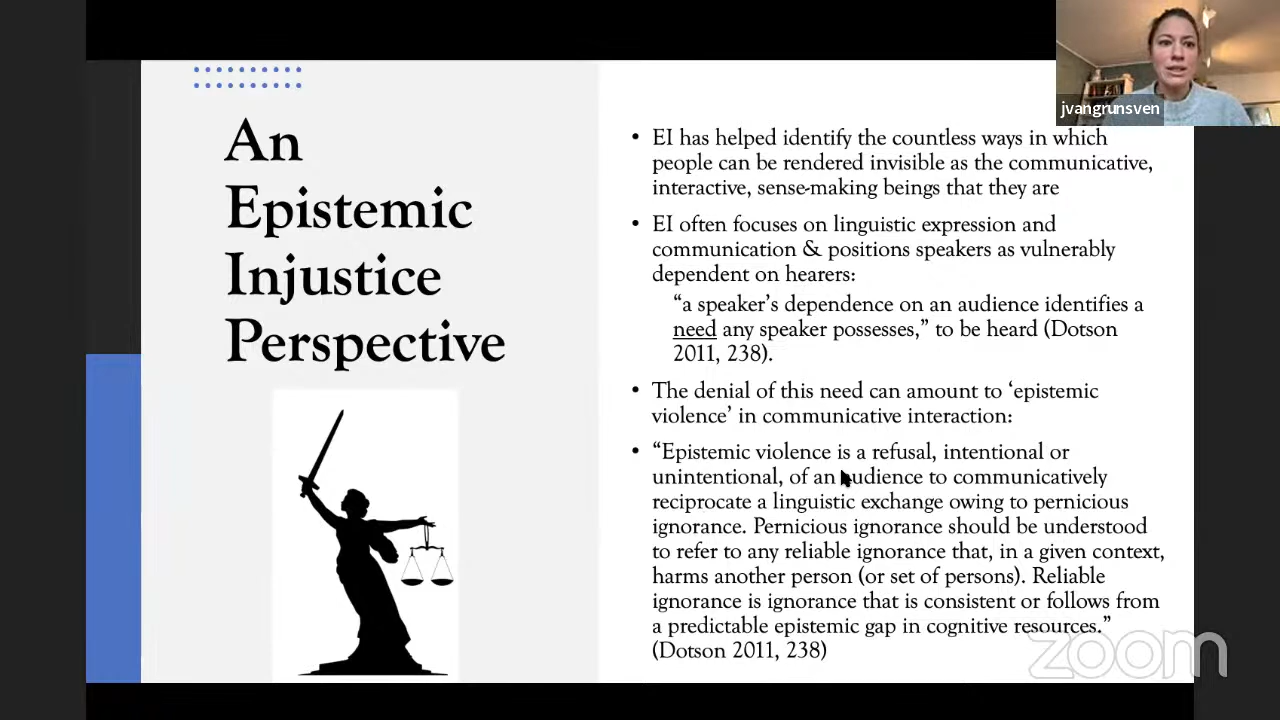 jvangrunsven
An
Epistemic
Injustice
Perspective
• EI has helped identify the countless ways in which
people can be rendered invisible as the communicative,
interactive, sense-making beings that they are
• EI often focuses on linguistic expression and
communication & positions speakers as vulnerably
dependent on hearers:
“a speaker’s dependence on an audience identifies a
need any speaker possesses,” to be heard (Dotson
2011, 238).
• The denial of this need can amount to ‘epistemic
violence’ in communicative interaction:
• “Epistemic violence is a refusal, intentional or
unintentional, of an audience to communicatively
reciprocate a linguistic exchange owing to pernicious
ignorance. Pernicious ignorance should be understood
to refer to any reliable ignorance that, in a given context,
harms another person (or set of persons). Reliable
ignorance is ignorance that is consistent or follows from
a predictable epistemic gap in cognitive resources.”
(Dotson 2011, 238)
zoom